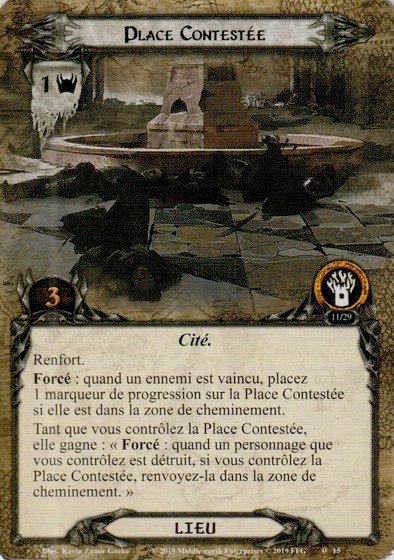 Place Contestée
1
3
11/29
Cité.
Renfort.
Forcé : quand un ennemi est vaincu, placez
1 marqueur de progression sur la Place Contestée
si elle est dans la zone de cheminement.
Tant que vous contrôlez la Place Contestée,
elle gagne : « Forcé : quand un personnage que
vous contrôlez est détruit, si vous contrôlez la
Place Contestée, renvoyez-la dans la zone de
cheminement. »
LIEU
Illus. Kevin Zamir Goeke © 2019 Middle-earth Enterprises © 2019 FFG 15